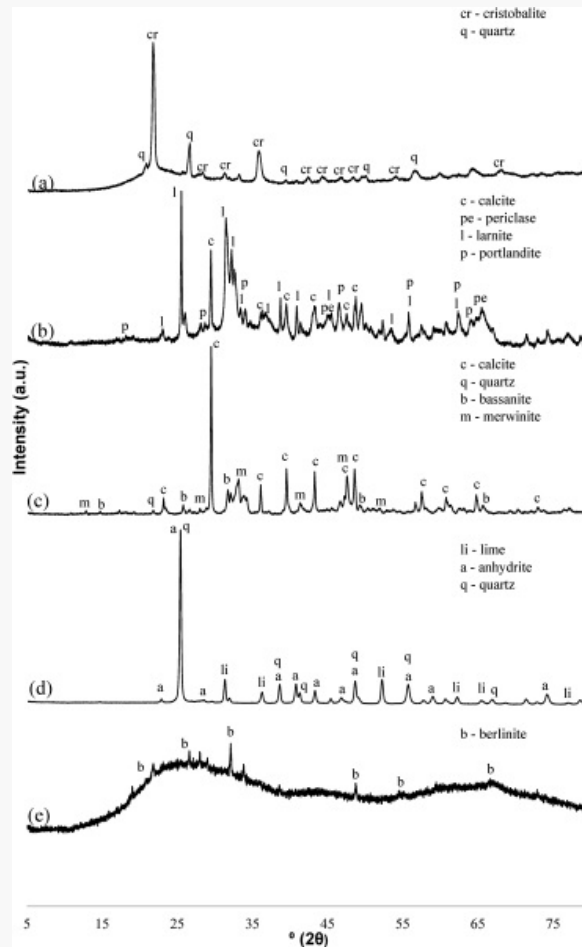 cr - cristobalite
q - quartz
cr
q
q
cr
cr
cr
q
cr
cr
cr
cr
q
cr
q
cr
(a)
c - calcite
pe - periclase
l - larnite
p - portlandite
p
l
l
p
c
l
l
l
p
c
l
l
c
l
c
p
pe
l
p
c
c
l
p
l
p
l
p
pe
(b)
c - calcite
q - quartz
b - bassanite
m - merwinite
m
b
q
c
b
m
c
b
m
c
c
m
c
m
c
c
b
m
c
c
c
b
c
(c)
li - lime
a - anhydrite
q - quartz
a
a
q
a
li
li
q
a
a
q
a
a
q
a
li
q
a
a
li
li
q
a
li
(d)
b - berlinite
b
b
b
b
b
b
(e)
Intensity (a.u.)
5 15 25 35 45 55 65 75
° (2θ)